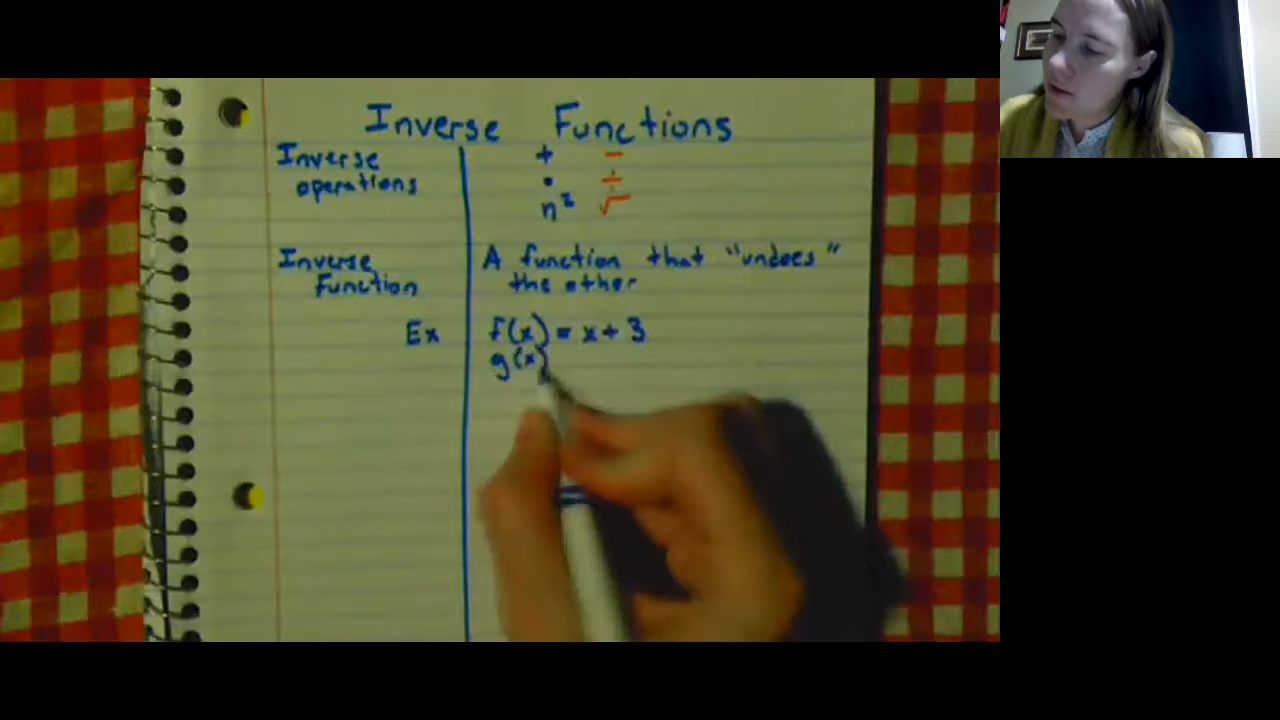 Inverse Functions
Inverse operations
+ −
• ÷
n² √
Inverse Function
A function that "undoes"
the other
Ex f(x) = x + 3
g(x)